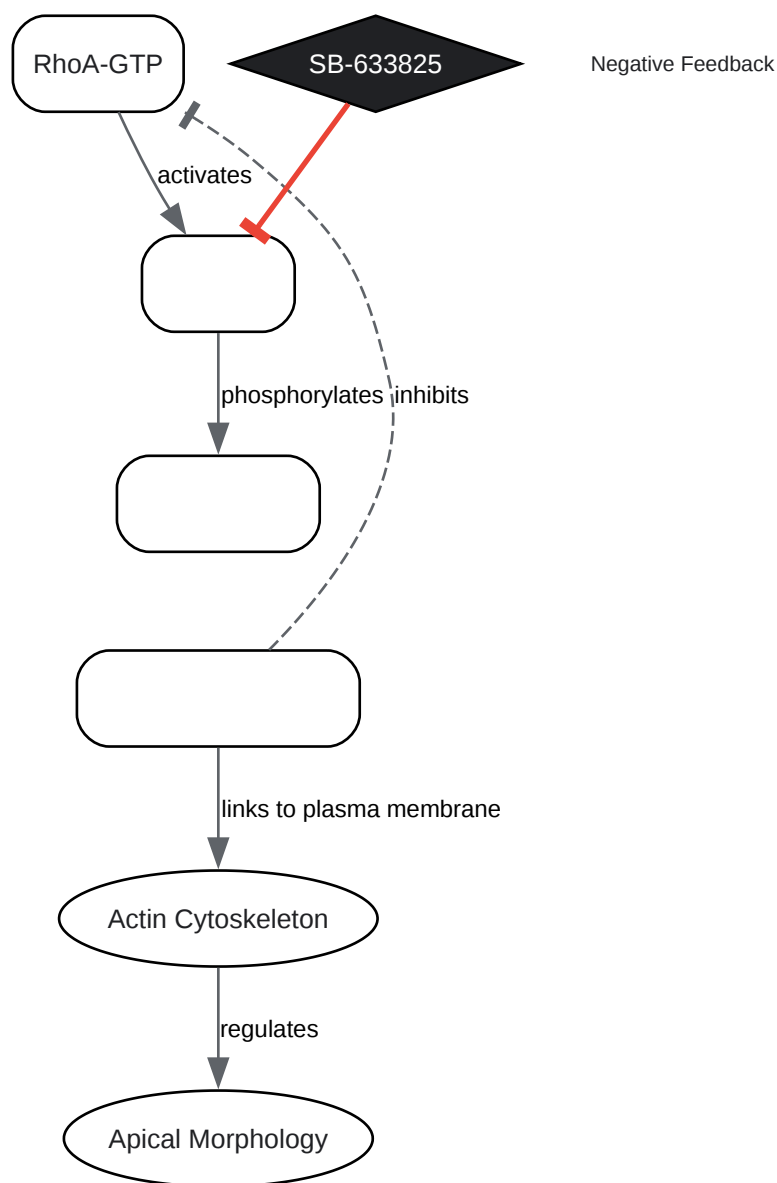 RhoA-GTP
SB-633825
Negative Feedback
activates
phosphorylates
inhibits
links to plasma membrane
Actin Cytoskeleton
regulates
Apical Morphology